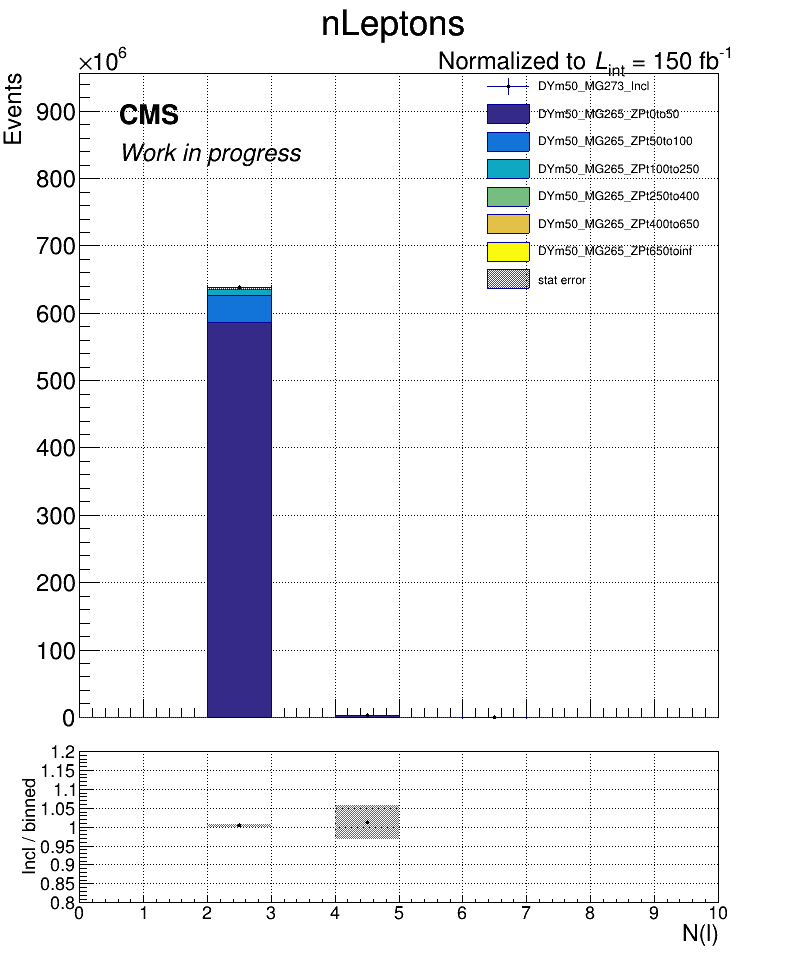 nLeptons
×10⁶
Normalized to L_int = 150 fb⁻¹
Events
CMS
Work in progress
DYm50_MG273_Incl
DYm50_MG265_ZPt0to50
DYm50_MG265_ZPt50to100
DYm50_MG265_ZPt100to250
DYm50_MG265_ZPt250to400
DYm50_MG265_ZPt400to650
DYm50_MG265_ZPt650toinf
stat error
900
800
700
600
500
400
300
200
100
0
Incl / binned
1.2
1.15
1.1
1.05
1
0.95
0.9
0.85
0.8
0 1 2 3 4 5 6 7 8 9 10
N(l)